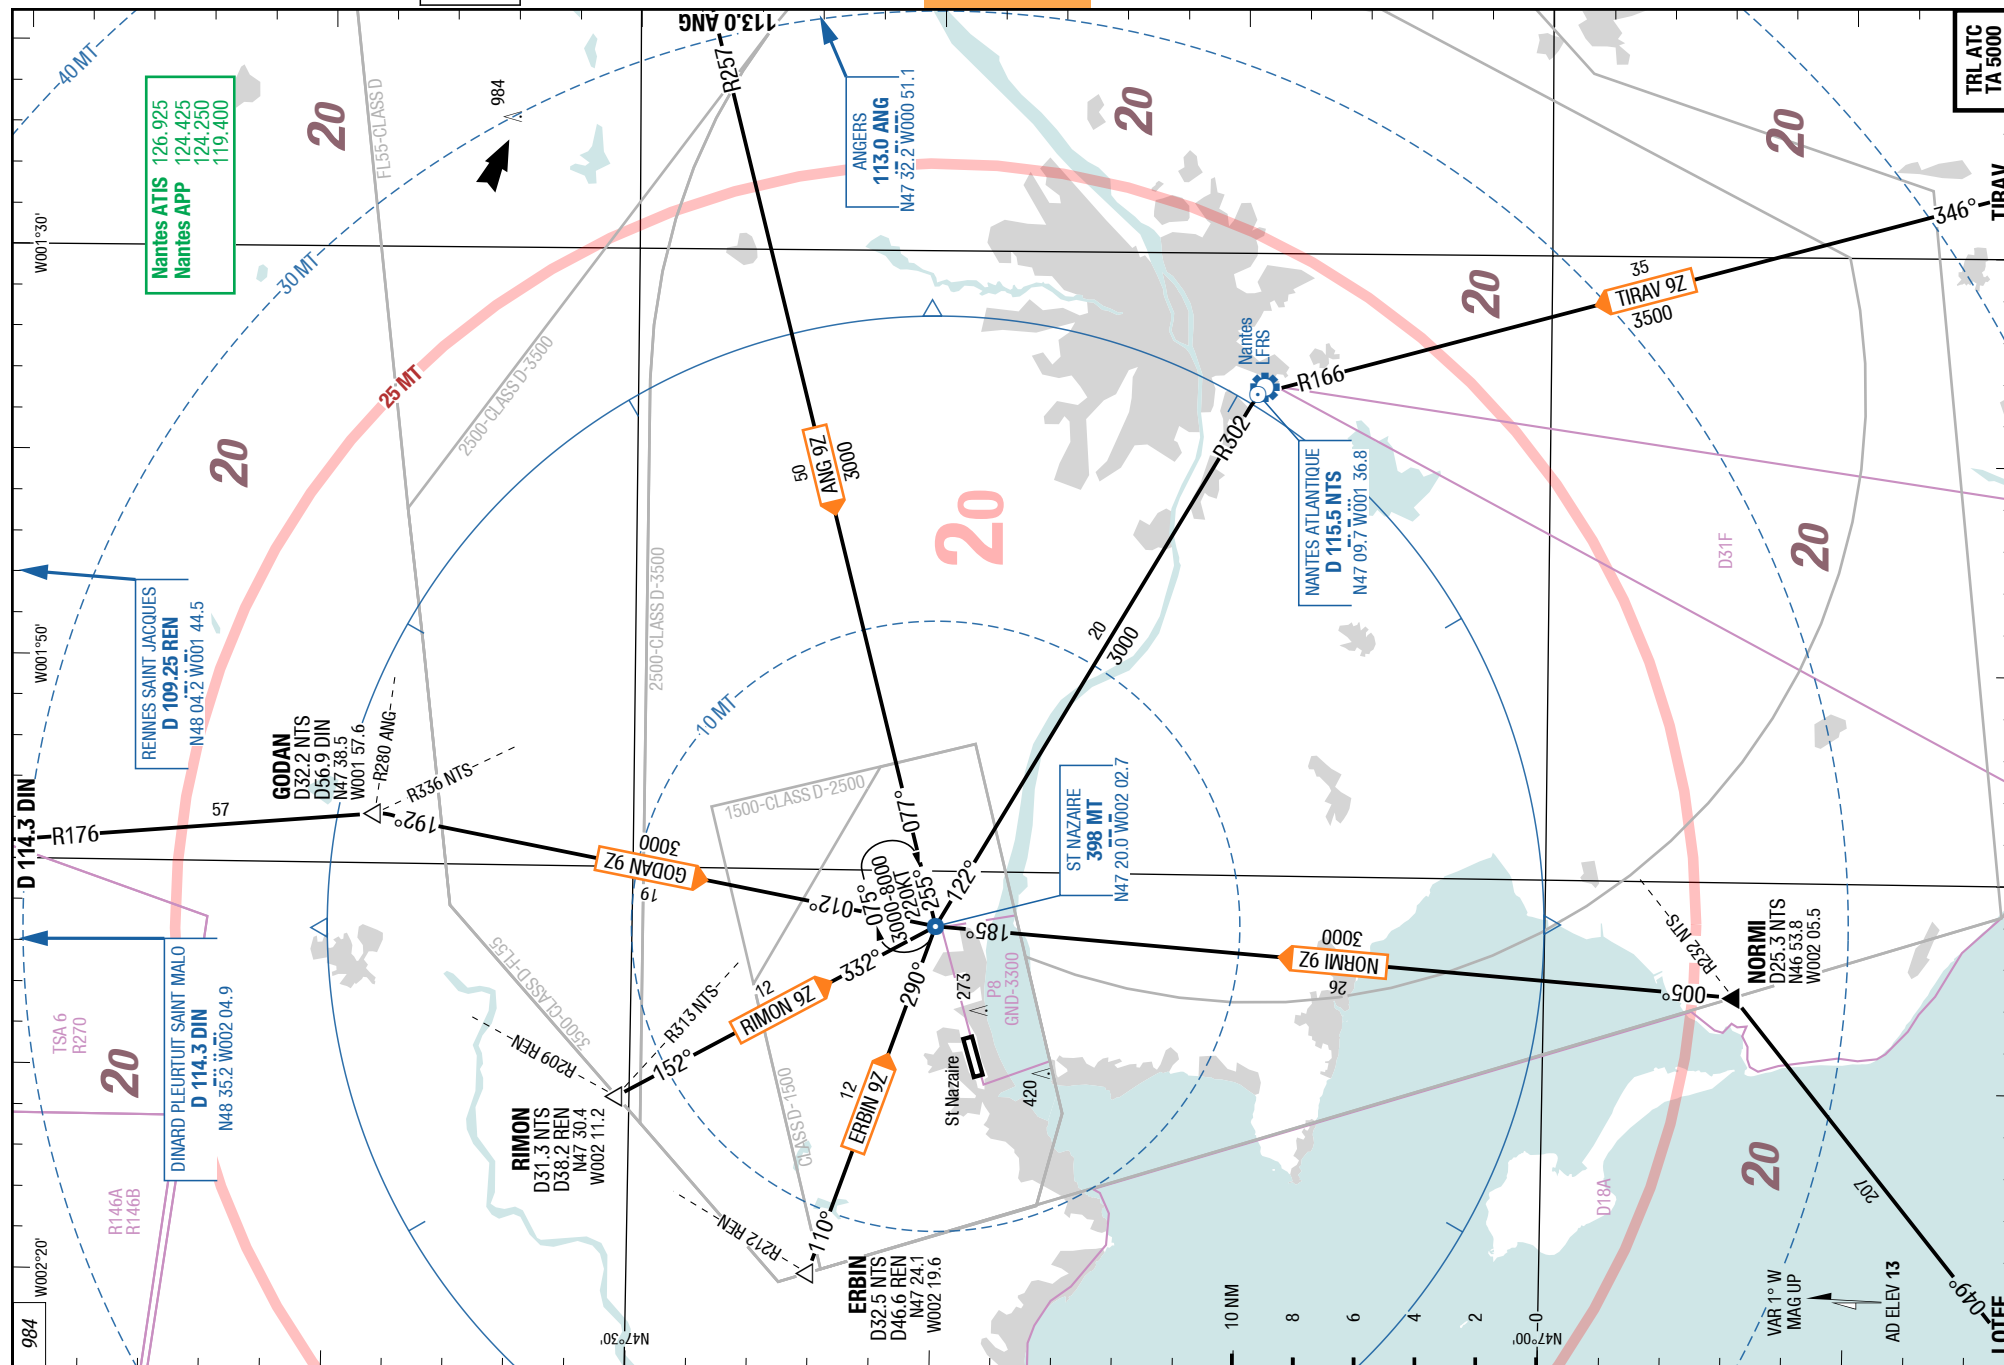 TRL ATC
TA 5000
40 MT
Nantes ATIS 126.925
Nantes APP 124.425
124.250
119.400
20
FL55-CLASS D
984
113.0 ANG
R257
ANGERS
113.0 ANG
N47 32.2 W000 51.1
20
20
TIRAV
346°
W001°30'
30 MT
2500-CLASS D-3500
25 MT
20
20
35
TIRAV 9Z
3500
Nantes
LFRS
R166
R302
50
ANG 9Z
3000
20
NANTES ATLANTIQUE
D 115.5 NTS
N47 09.7 W001 36.8
D31F
20
RENNES SAINT JACQUES
D 109.25 REN
N48 04.2 W001 44.5
W001°50'
2500-CLASS D-3500
20
3000
10 MT
D 114.3 DIN
R176
57
GODAN
D32.2 NTS
D56.9 DIN
N47 38.5
W001 57.6
R280 ANG
R336 NTS
192°
3000
GODAN 9Z
19
012°
1500-CLASS D-2500
077°
075°
3000-8000
220KT
255°
122°
ST NAZAIRE
398 MT
N47 20.0 W002 02.7
DINARD PLEURTUIT SAINT MALO
D 114.3 DIN
N48 35.2 W002 04.9
TSA 6
R270
20
3500-CLASS D-FL55
R209 REN
R313 NTS
332°
12
RIMON 9Z
152°
RIMON
D31.3 NTS
D38.2 REN
N47 30.4
W002 11.2
290°
185°
273
P8
GND-3300
St Nazaire
420
3000
NORMI 9Z
26
005°
R232 NTS
NORMI
D25.3 NTS
N46 53.8
W002 05.5
R146A
R146B
12
ERBIN 9Z
CLASS D-1500
R212 REN
110°
ERBIN
D32.5 NTS
D46.6 REN
N47 24.1
W002 19.6
D18A
20
207
049°
W002°20'
984
N47°30'
10 NM
8
6
4
2
0
N47°00'
VAR 1° W
MAG UP
AD ELEV 13